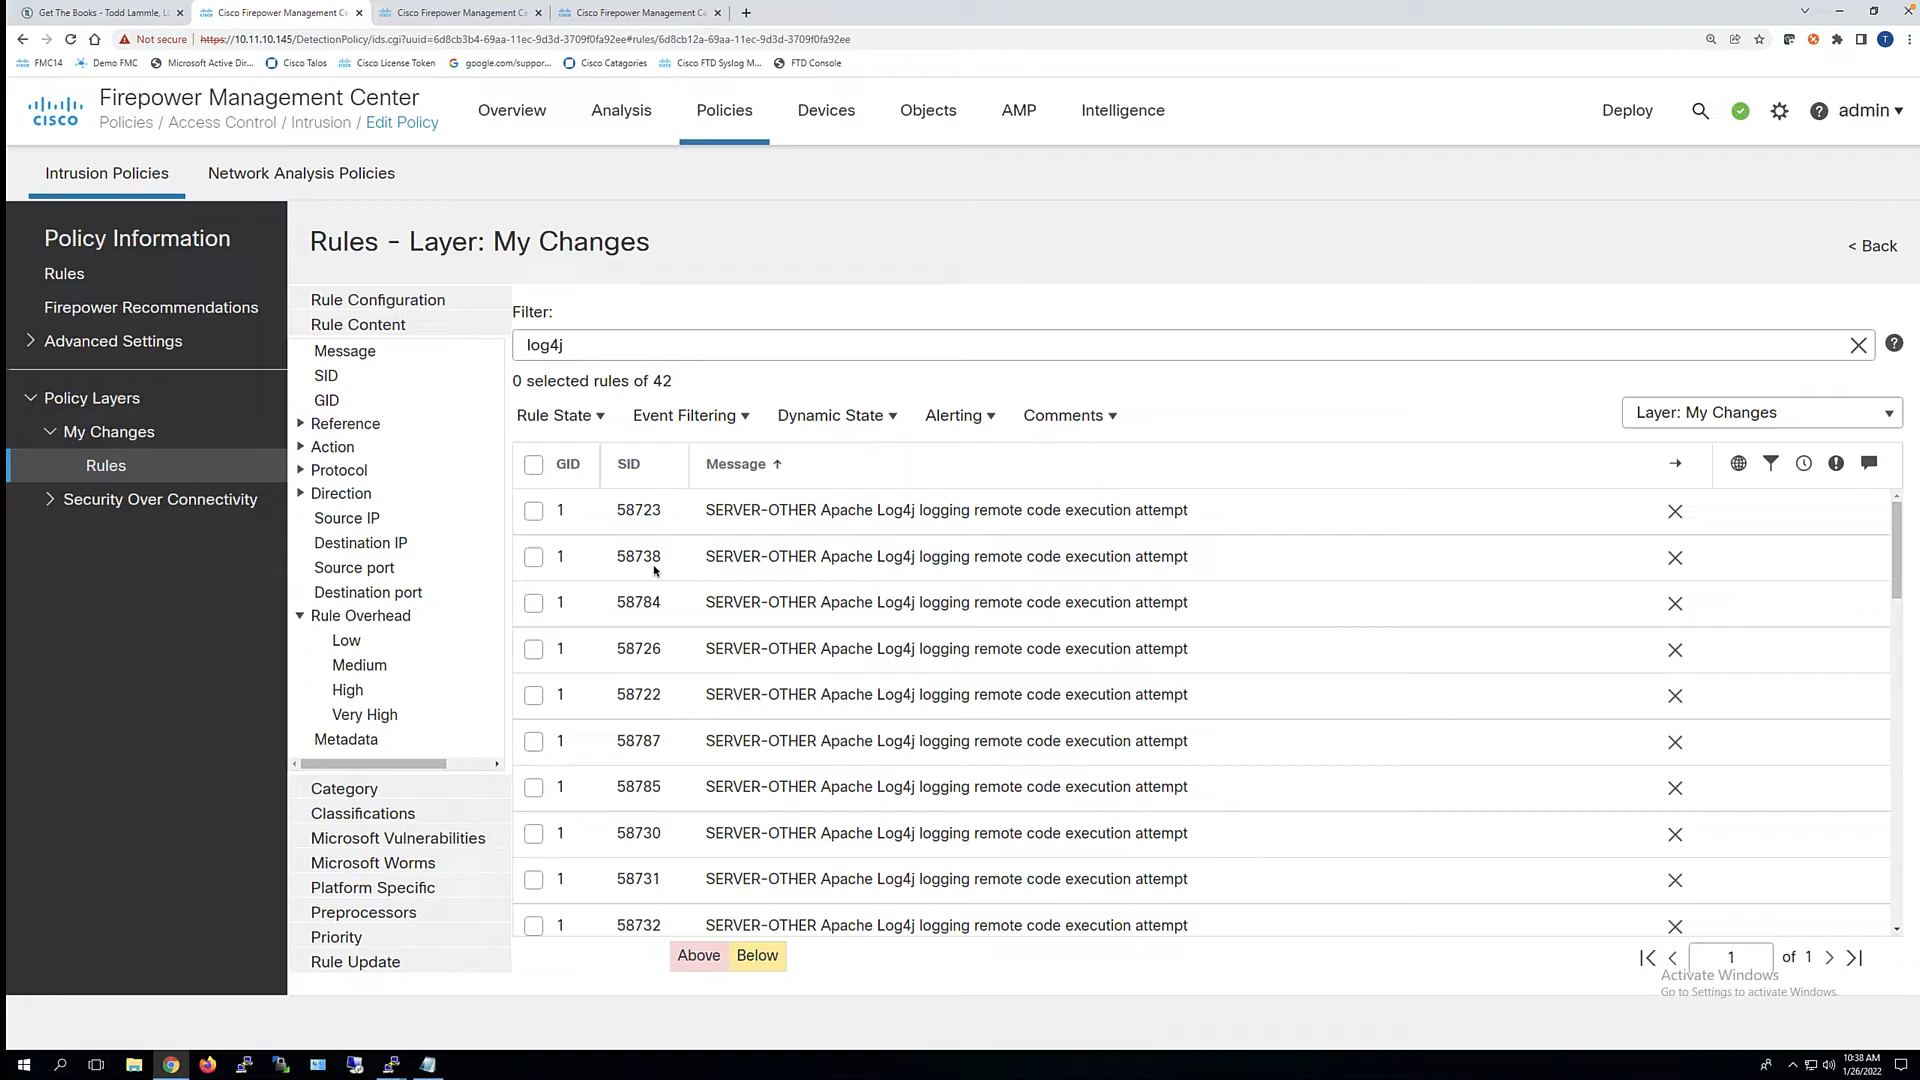 Get The Books - Todd Lammle, L
Cisco Firepower Management Ce
Cisco Firepower Management Ce
Cisco Firepower Management Ce
Not secure
https://10.11.10.145/DetectionPolicy/ids.cgi?uuid=6d8cb3b4-69aa-11ec-9d3d-3709f0fa92ee#rules/6d8cb12a-69aa-11ec-9d3d-3709f0fa92ee
T
FMC14
Demo FMC
Microsoft Active Dir...
Cisco Talos
Cisco License Token
google.com/suppor...
Cisco Catagories
Cisco FTD Syslog M...
FTD Console
CISCO
Firepower Management Center
Policies / Access Control / Intrusion / Edit Policy
Overview
Analysis
Policies
Devices
Objects
AMP
Intelligence
Deploy
admin
Intrusion Policies
Network Analysis Policies
Policy Information
Rules
Firepower Recommendations
Advanced Settings
Policy Layers
My Changes
Rules
Security Over Connectivity
Rules - Layer: My Changes
< Back
Rule Configuration
Rule Content
Message
SID
GID
Reference
Action
Protocol
Direction
Source IP
Destination IP
Source port
Destination port
Rule Overhead
Low
Medium
High
Very High
Metadata
Category
Classifications
Microsoft Vulnerabilities
Microsoft Worms
Platform Specific
Preprocessors
Priority
Rule Update
Filter:
log4j
0 selected rules of 42
Rule State
Event Filtering
Dynamic State
Alerting
Comments
Layer: My Changes
GID SID Message
1 58723 SERVER-OTHER Apache Log4j logging remote code execution attempt
1 58738 SERVER-OTHER Apache Log4j logging remote code execution attempt
1 58784 SERVER-OTHER Apache Log4j logging remote code execution attempt
1 58726 SERVER-OTHER Apache Log4j logging remote code execution attempt
1 58722 SERVER-OTHER Apache Log4j logging remote code execution attempt
1 58787 SERVER-OTHER Apache Log4j logging remote code execution attempt
1 58785 SERVER-OTHER Apache Log4j logging remote code execution attempt
1 58730 SERVER-OTHER Apache Log4j logging remote code execution attempt
1 58731 SERVER-OTHER Apache Log4j logging remote code execution attempt
1 58732 SERVER-OTHER Apache Log4j logging remote code execution attempt
Above
Below
1 of 1
Activate Windows
Go to Settings to activate Windows.
10:38 AM
1/26/2022